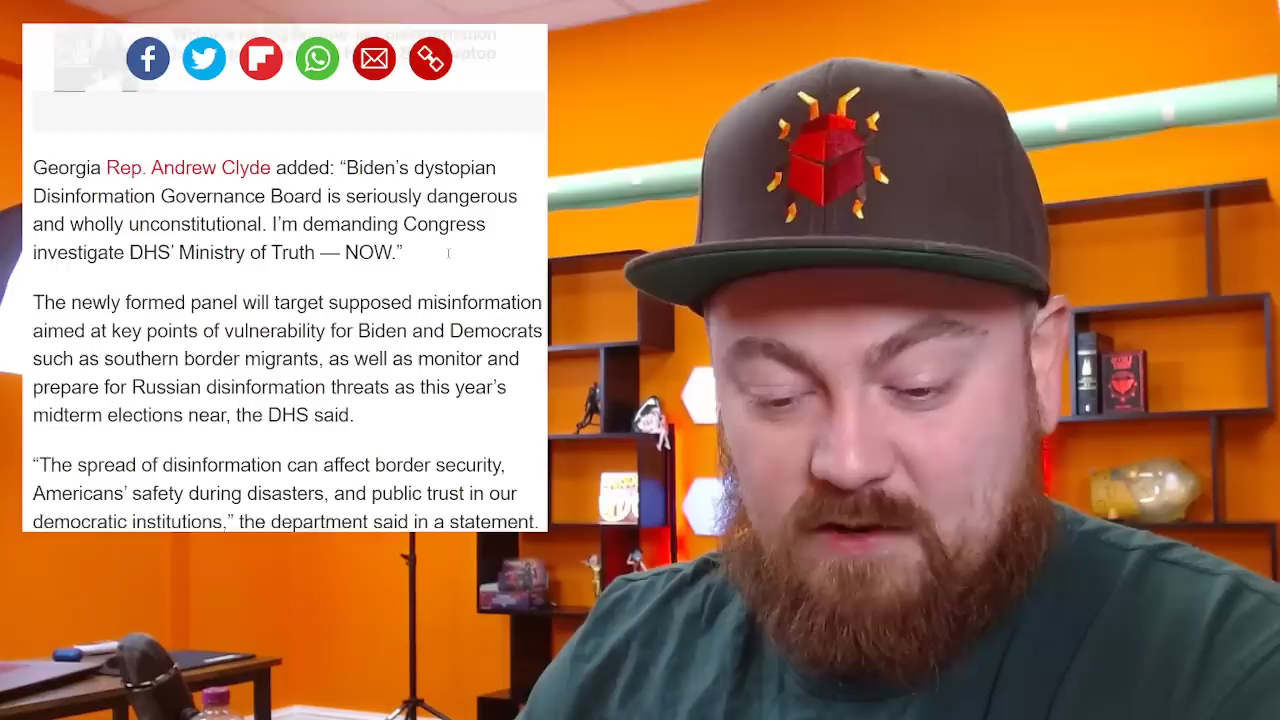 Georgia Rep. Andrew Clyde added: “Biden’s dystopian
Disinformation Governance Board is seriously dangerous
and wholly unconstitutional. I’m demanding Congress
investigate DHS’ Ministry of Truth — NOW.”
The newly formed panel will target supposed misinformation
aimed at key points of vulnerability for Biden and Democrats
such as southern border migrants, as well as monitor and
prepare for Russian disinformation threats as this year’s
midterm elections near, the DHS said.
“The spread of disinformation can affect border security,
Americans’ safety during disasters, and public trust in our
democratic institutions,” the department said in a statement.